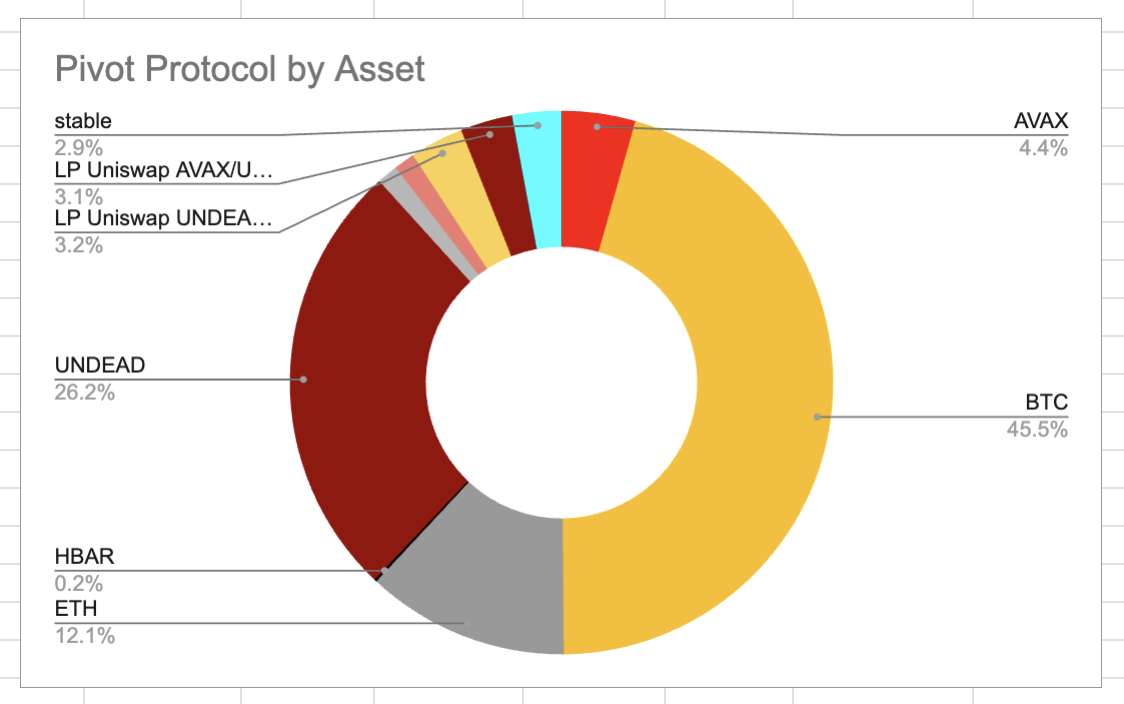 Pivot Protocol by Asset
stable
2.9%
LP Uniswap AVAX/U...
3.1%
LP Uniswap UNDEA...
3.2%
UNDEAD
26.2%
HBAR
0.2%
ETH
12.1%
AVAX
4.4%
BTC
45.5%